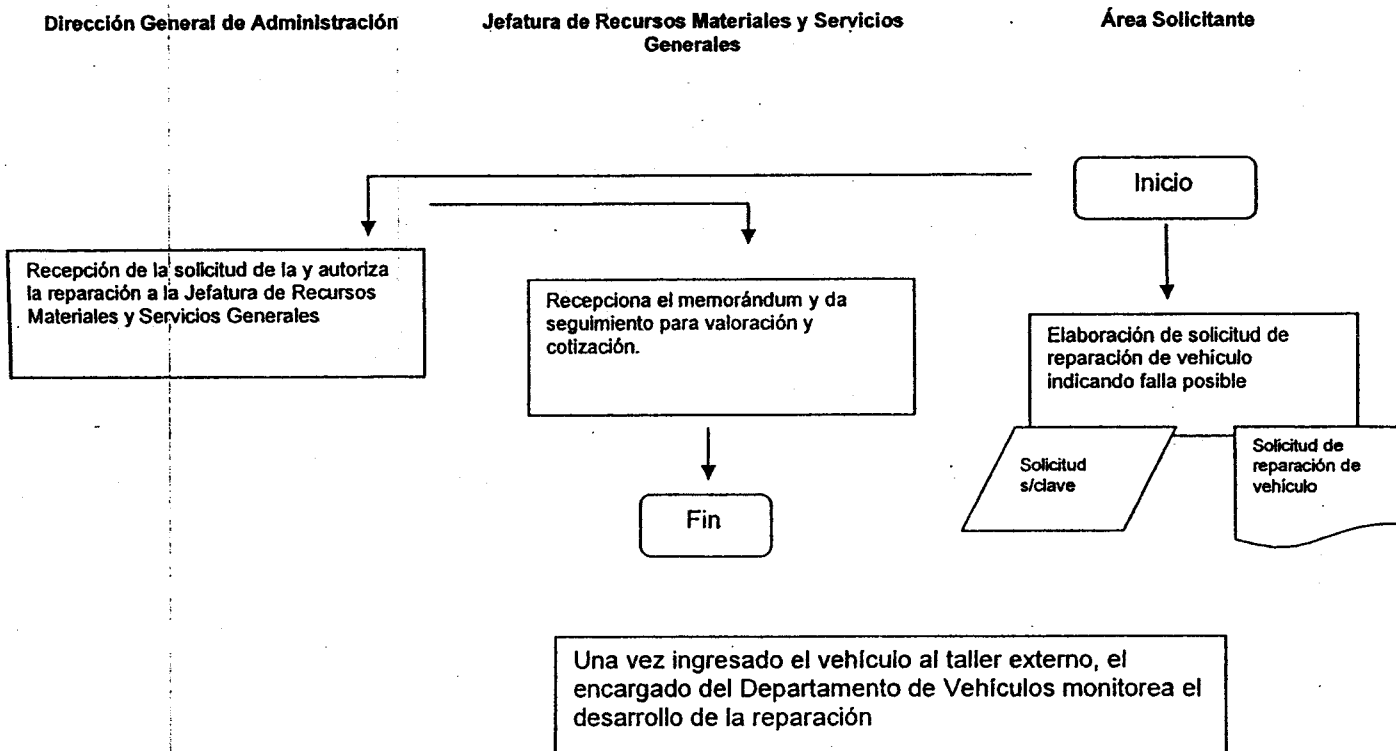 Dirección General de Administración
Jefatura de Recursos Materiales y Servicios
Generales
Área Solicitante
Inicio
Recepción de la solicitud de la y autoriza
la reparación a la Jefatura de Recursos
Materiales y Servicios Generales
Recepciona el memorándum y da
seguimiento para valoración y
cotización.
Elaboración de solicitud de
reparación de vehículo
indicando falla posible
Solicitud
s/clave
Solicitud de
reparación de
vehículo
Fin
Una vez ingresado el vehículo al taller externo, el
encargado del Departamento de Vehículos monitorea el
desarrollo de la reparación